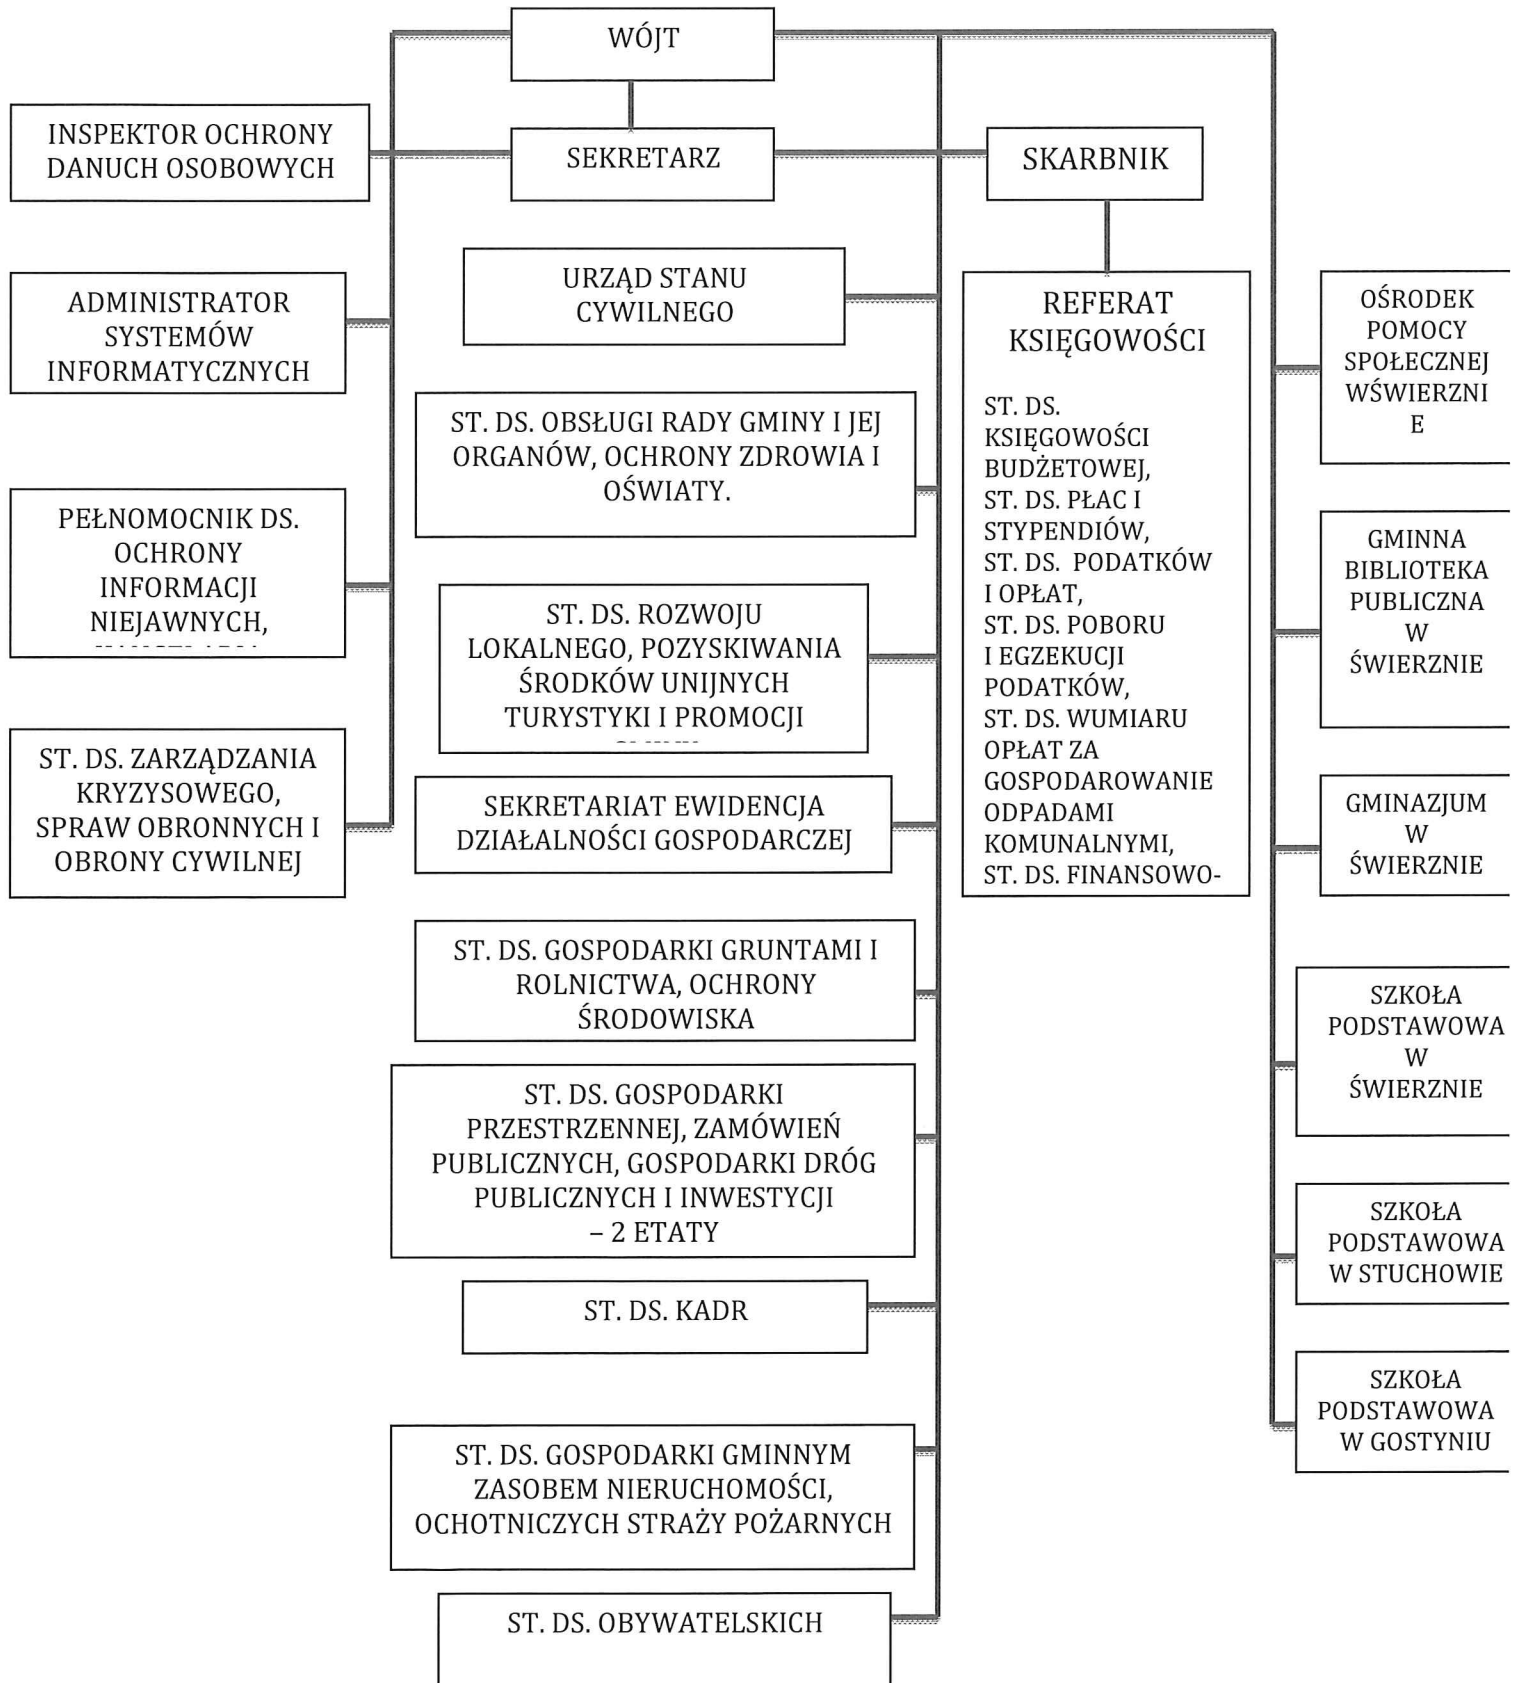 WÓJT
INSPEKTOR OCHRONY
DANUCH OSOBOWYCH
SEKRETARZ
SKARBNIK
ADMINISTRATOR
SYSTEMÓW
INFORMATYCZNYCH
PEŁNOMOCNIK DS.
OCHRONY
INFORMACJI
NIEJAWNYCH,
ST. DS. ZARZĄDZANIA
KRYZYSOWEGO,
SPRAW OBRONNYCH I
OBRONY CYWILNEJ
URZĄD STANU
CYWILNEGO
ST. DS. OBSŁUGI RADY GMINY I JEJ
ORGANÓW, OCHRONY ZDROWIA I
OŚWIATY.
ST. DS. ROZWOJU
LOKALNEGO, POZYSKIWANIA
ŚRODKÓW UNIJNYCH
TURYSTYKI I PROMOCJI
SEKRETARIAT EWIDENCJA
DZIAŁALNOŚCI GOSPODARCZEJ
ST. DS. GOSPODARKI GRUNTAMI I
ROLNICTWA, OCHRONY
ŚRODOWISKA
ST. DS. GOSPODARKI
PRZESTRZENNEJ, ZAMÓWIEŃ
PUBLICZNYCH, GOSPODARKI DRÓG
PUBLICZNYCH I INWESTYCJI
– 2 ETATY
ST. DS. KADR
ST. DS. GOSPODARKI GMINNYM
ZASOBEM NIERUCHOMOŚCI,
OCHOTNICZYCH STRAŻY POŻARNYCH
ST. DS. OBYWATELSKICH
REFERAT
KSIĘGOWOŚCI
ST. DS.
KSIĘGOWOŚCI
BUDŻETOWEJ,
ST. DS. PŁAC I
STYPENDIÓW,
ST. DS. PODATKÓW
I OPŁAT,
ST. DS. POBORU
I EGZEKUCJI
PODATKÓW,
ST. DS. WUMIARU
OPŁAT ZA
GOSPODAROWANIE
ODPADAMI
KOMUNALNYMI,
ST. DS. FINANSOWO-
OŚRODEK
POMOCY
SPOŁECZNEJ
WŚWIERZNI
E
GMINNA
BIBLIOTEKA
PUBLICZNA
W
ŚWIERZNIE
GMINAZJUM
W
ŚWIERZNIE
SZKOŁA
PODSTAWOWA
W
ŚWIERZNIE
SZKOŁA
PODSTAWOWA
W STUCHOWIE
SZKOŁA
PODSTAWOWA
W GOSTYNIU